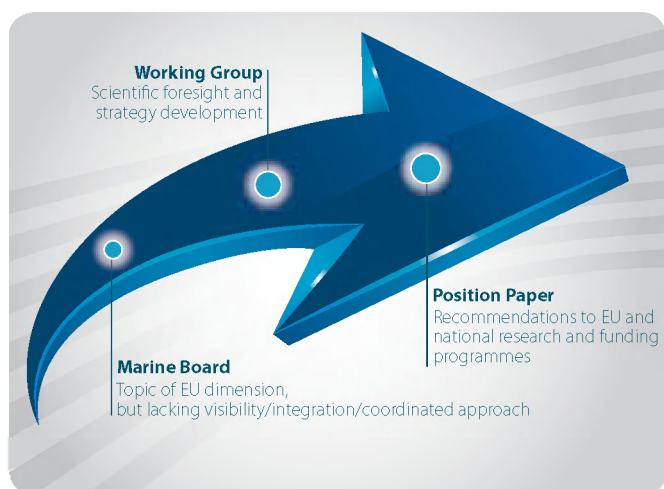 Working Group
Scientific foresight and
strategy development
Position Paper
Recommendations to EU and
national research and funding
programmes
Marine Board
Topic of EU dimension,
but lacking visibility/integration/coordinated approach